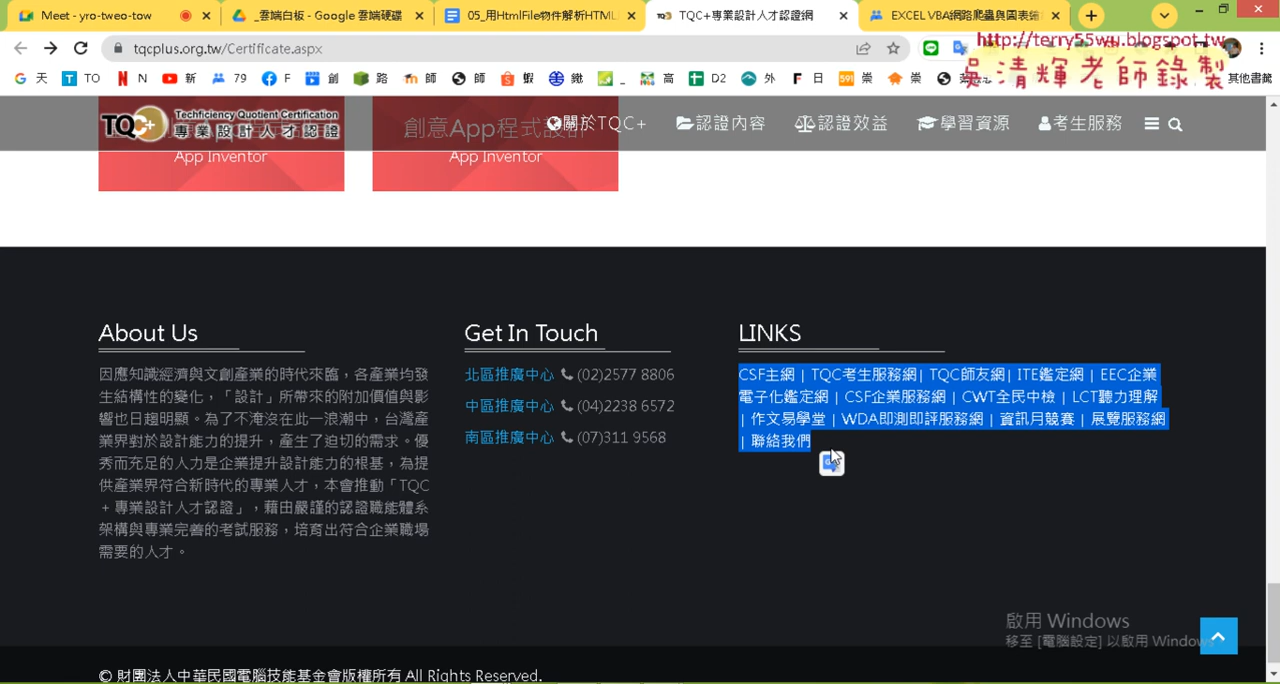 Meet - yro-tweo-tow
_雲端白板 - Google 雲端硬碟
05_用HtmlFile物件解析HTML
TQC+專業設計人才認證網
EXCEL VBA網路爬蟲與圖表
tqcplus.org.tw/Certificate.aspx
http://terry55wu.blogspot.tw
吳清輝老師錄製
天
TO
N
新
79
F
創
路
師
師
蝦
鐵
_
高
D2
外
日
崇
崇
其他書籤
TQC+ Techficiency Quotient Certification
專業設計人才認證
關於TQC+
認證內容
認證效益
學習資源
考生服務
創意App程式設計
App Inventor
App Inventor
About Us
因應知識經濟與文創產業的時代來臨，各產業均發
生結構性的變化，「設計」所帶來的附加價值與影
響也日趨明顯。為了不淹沒在此一浪潮中，台灣產
業界對於設計能力的提升，產生了迫切的需求。優
秀而充足的人力是企業提升設計能力的根基，為提
供產業界符合新時代的專業人才，本會推動「TQC
+ 專業設計人才認證」，藉由嚴謹的認證職能體系
架構與專業完善的考試服務，培育出符合企業職場
需要的人才。
Get In Touch
北區推廣中心 (02)2577 8806
中區推廣中心 (04)2238 6572
南區推廣中心 (07)311 9568
LINKS
CSF主網 | TQC考生服務網| TQC師友網| ITE鑑定網 | EEC企業
電子化鑑定網 | CSF企業服務網 | CWT全民中檢 | LCT聽力理解
| 作文易學堂 | WDA即測即評服務網 | 資訊月競賽 | 展覽服務網
| 聯絡我們
啟用 Windows
移至 [電腦設定] 以啟用 Windows
© 財團法人中華民國電腦技能基金會版權所有 All Rights Reserved.